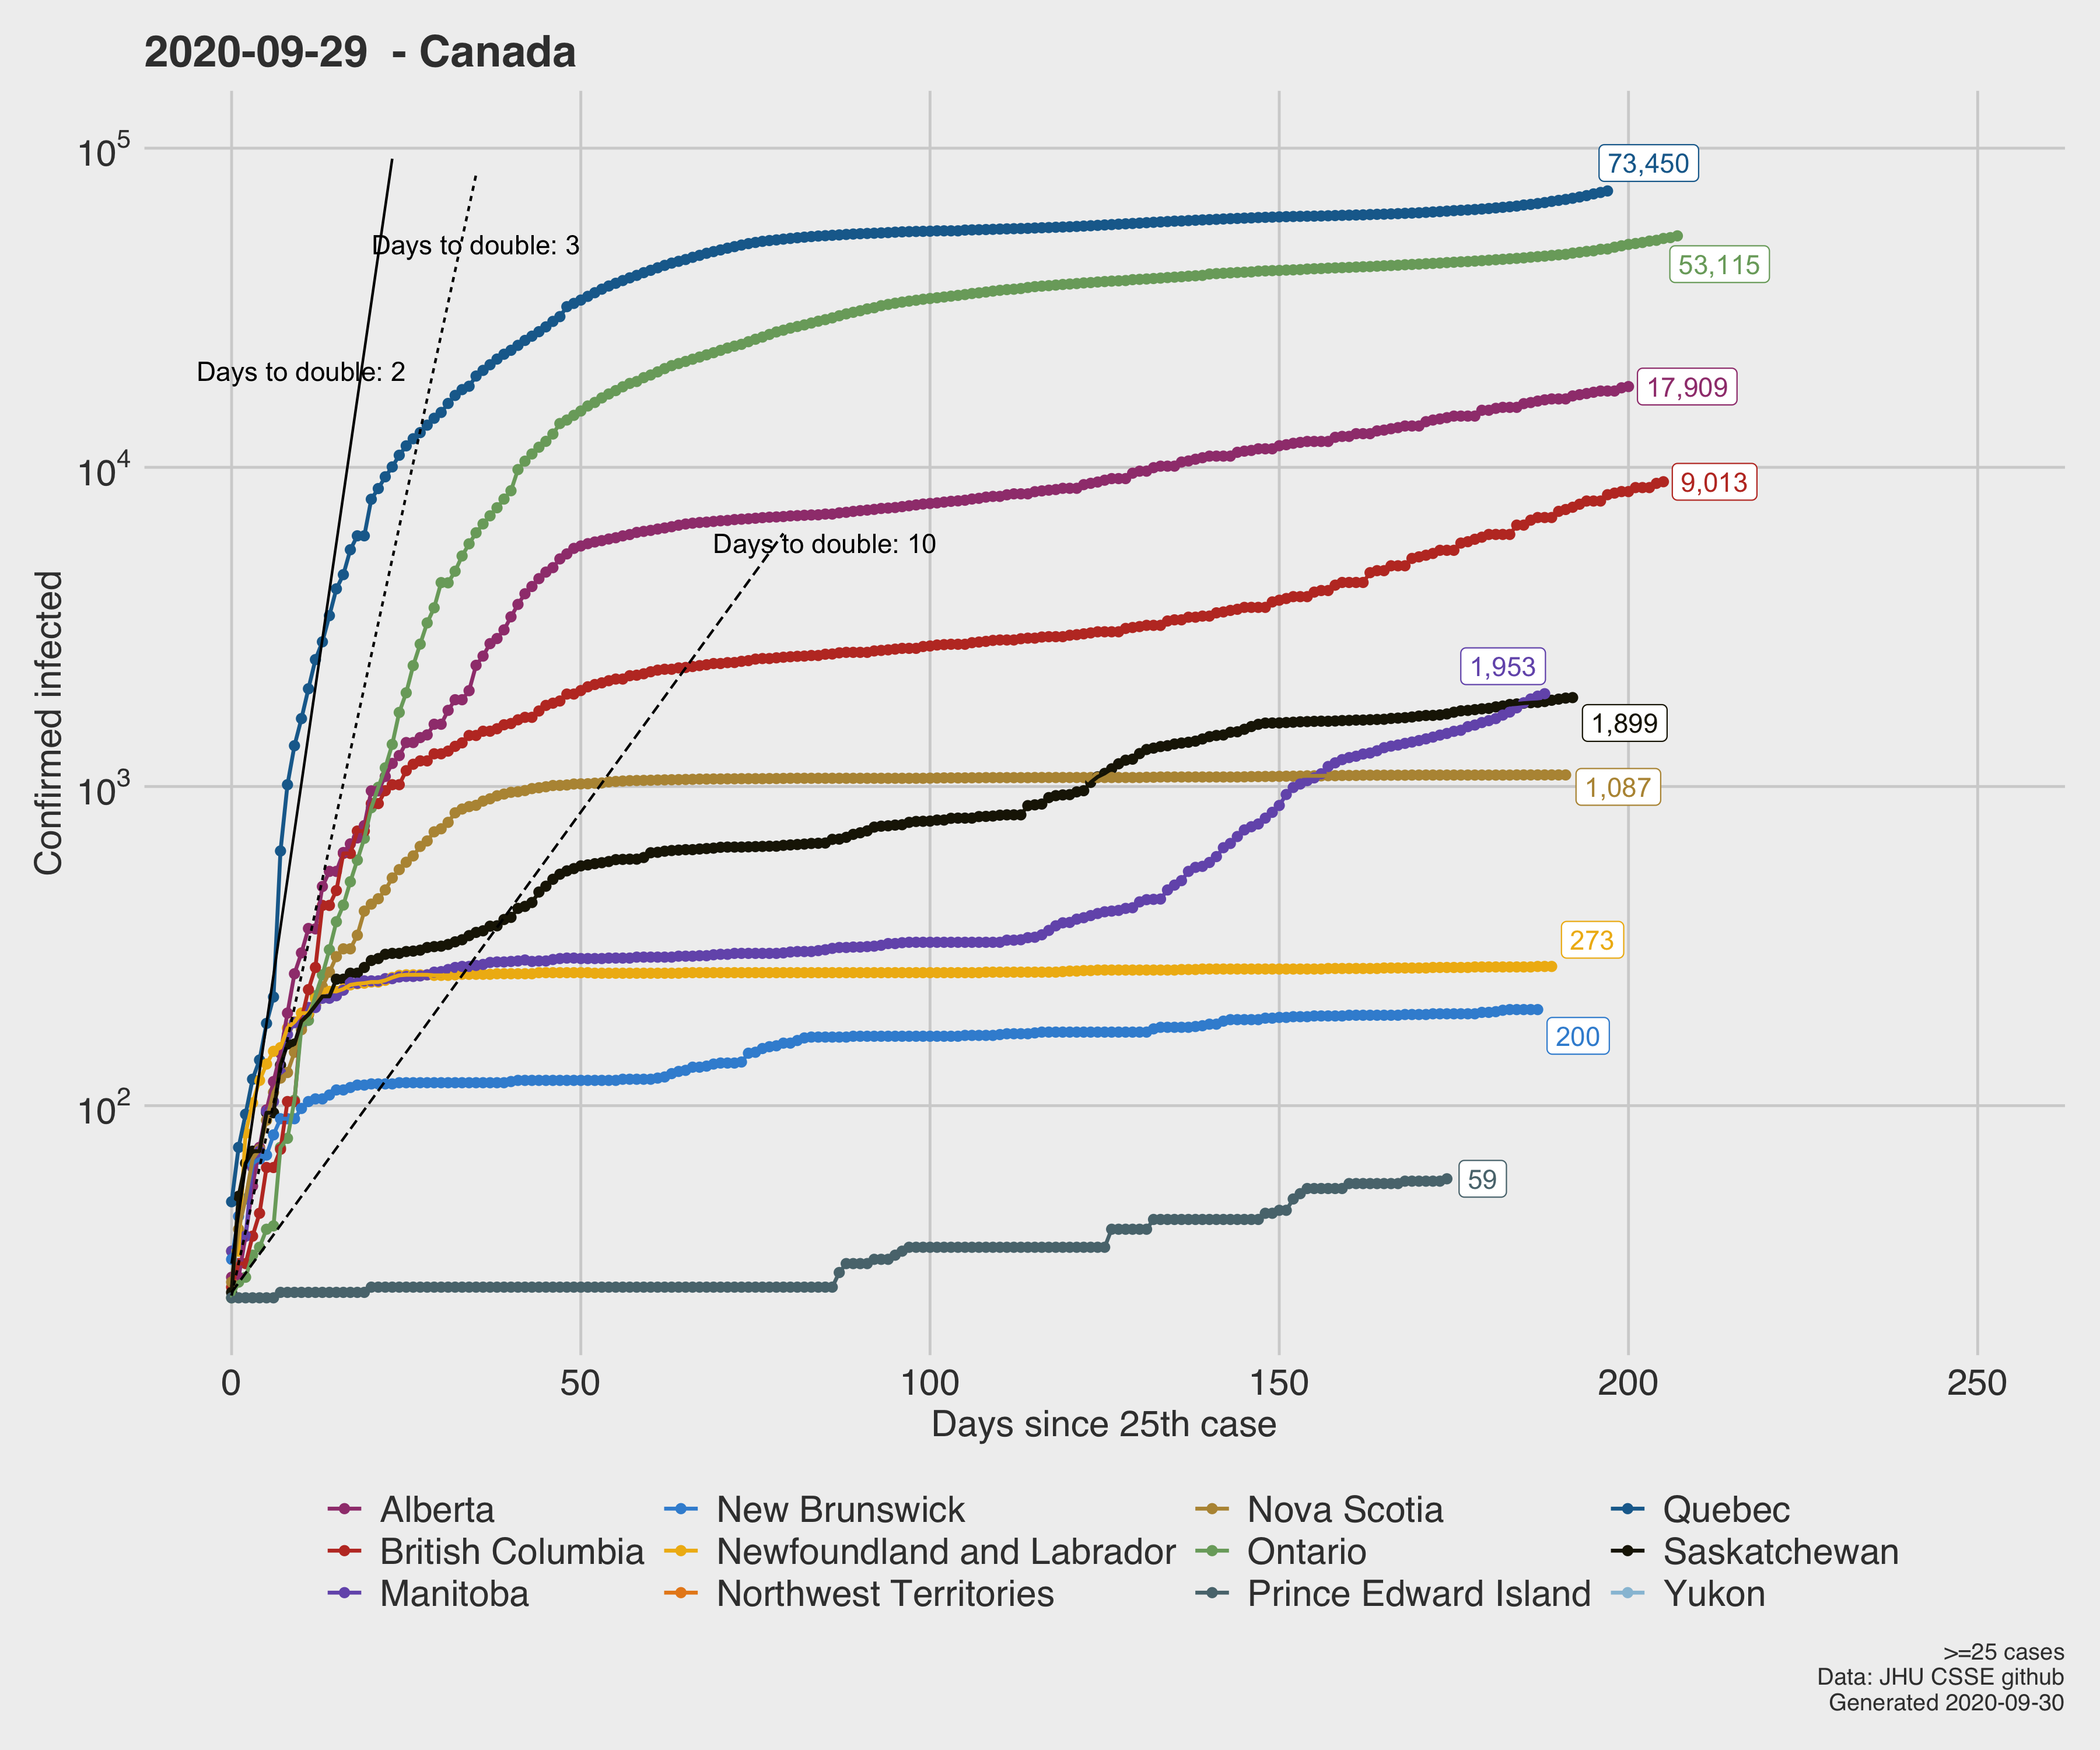 2020-09-29 - Canada
10^5
10^4
10^3
10^2
Confirmed infected
Days to double: 3
Days to double: 2
Days to double: 10
73,450
53,115
17,909
9,013
1,953
1,899
1,087
273
200
59
0 50 100 150 200 250
Days since 25th case
Alberta New Brunswick Nova Scotia Quebec
British Columbia Newfoundland and Labrador Ontario Saskatchewan
Manitoba Northwest Territories Prince Edward Island Yukon
>=25 cases
Data: JHU CSSE github
Generated 2020-09-30